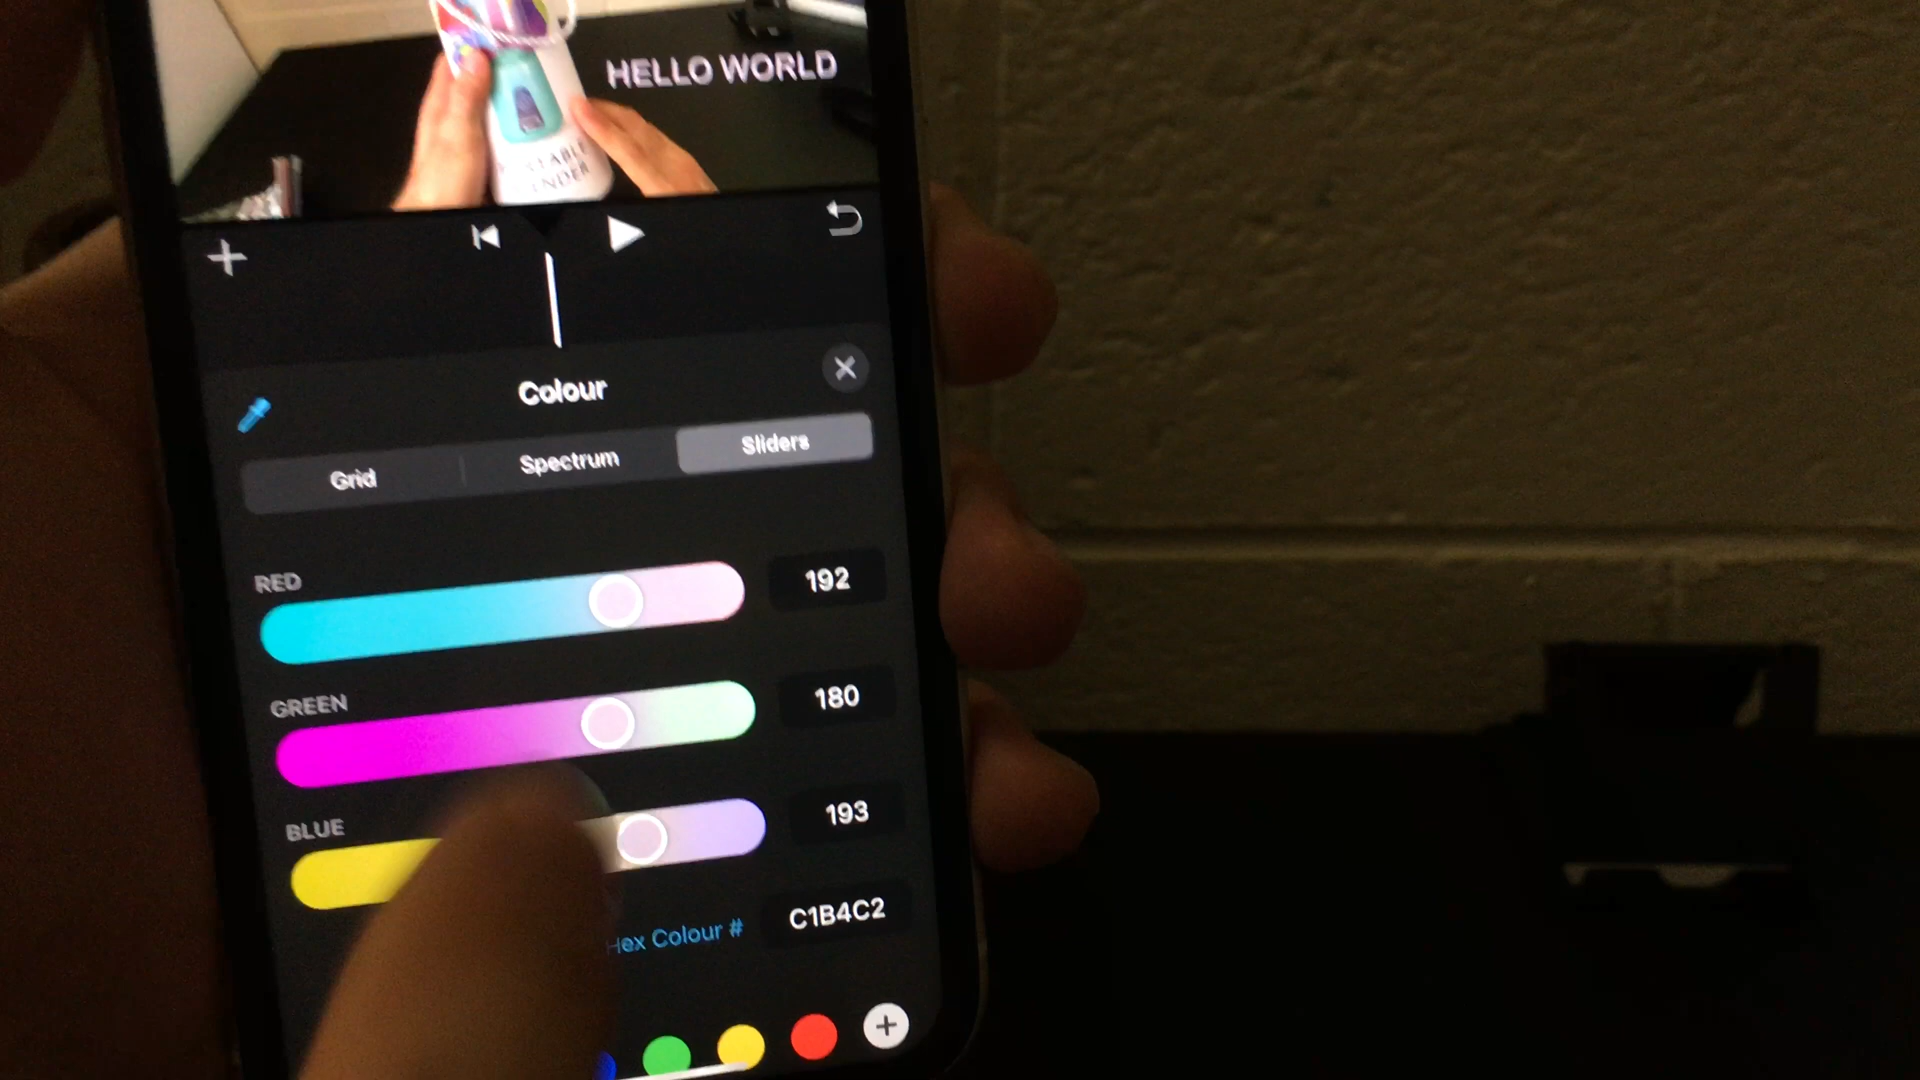 HELLO WORLD
Colour
Grid Spectrum Sliders
RED
192
GREEN
180
BLUE
193
Hex Colour #
C1B4C2